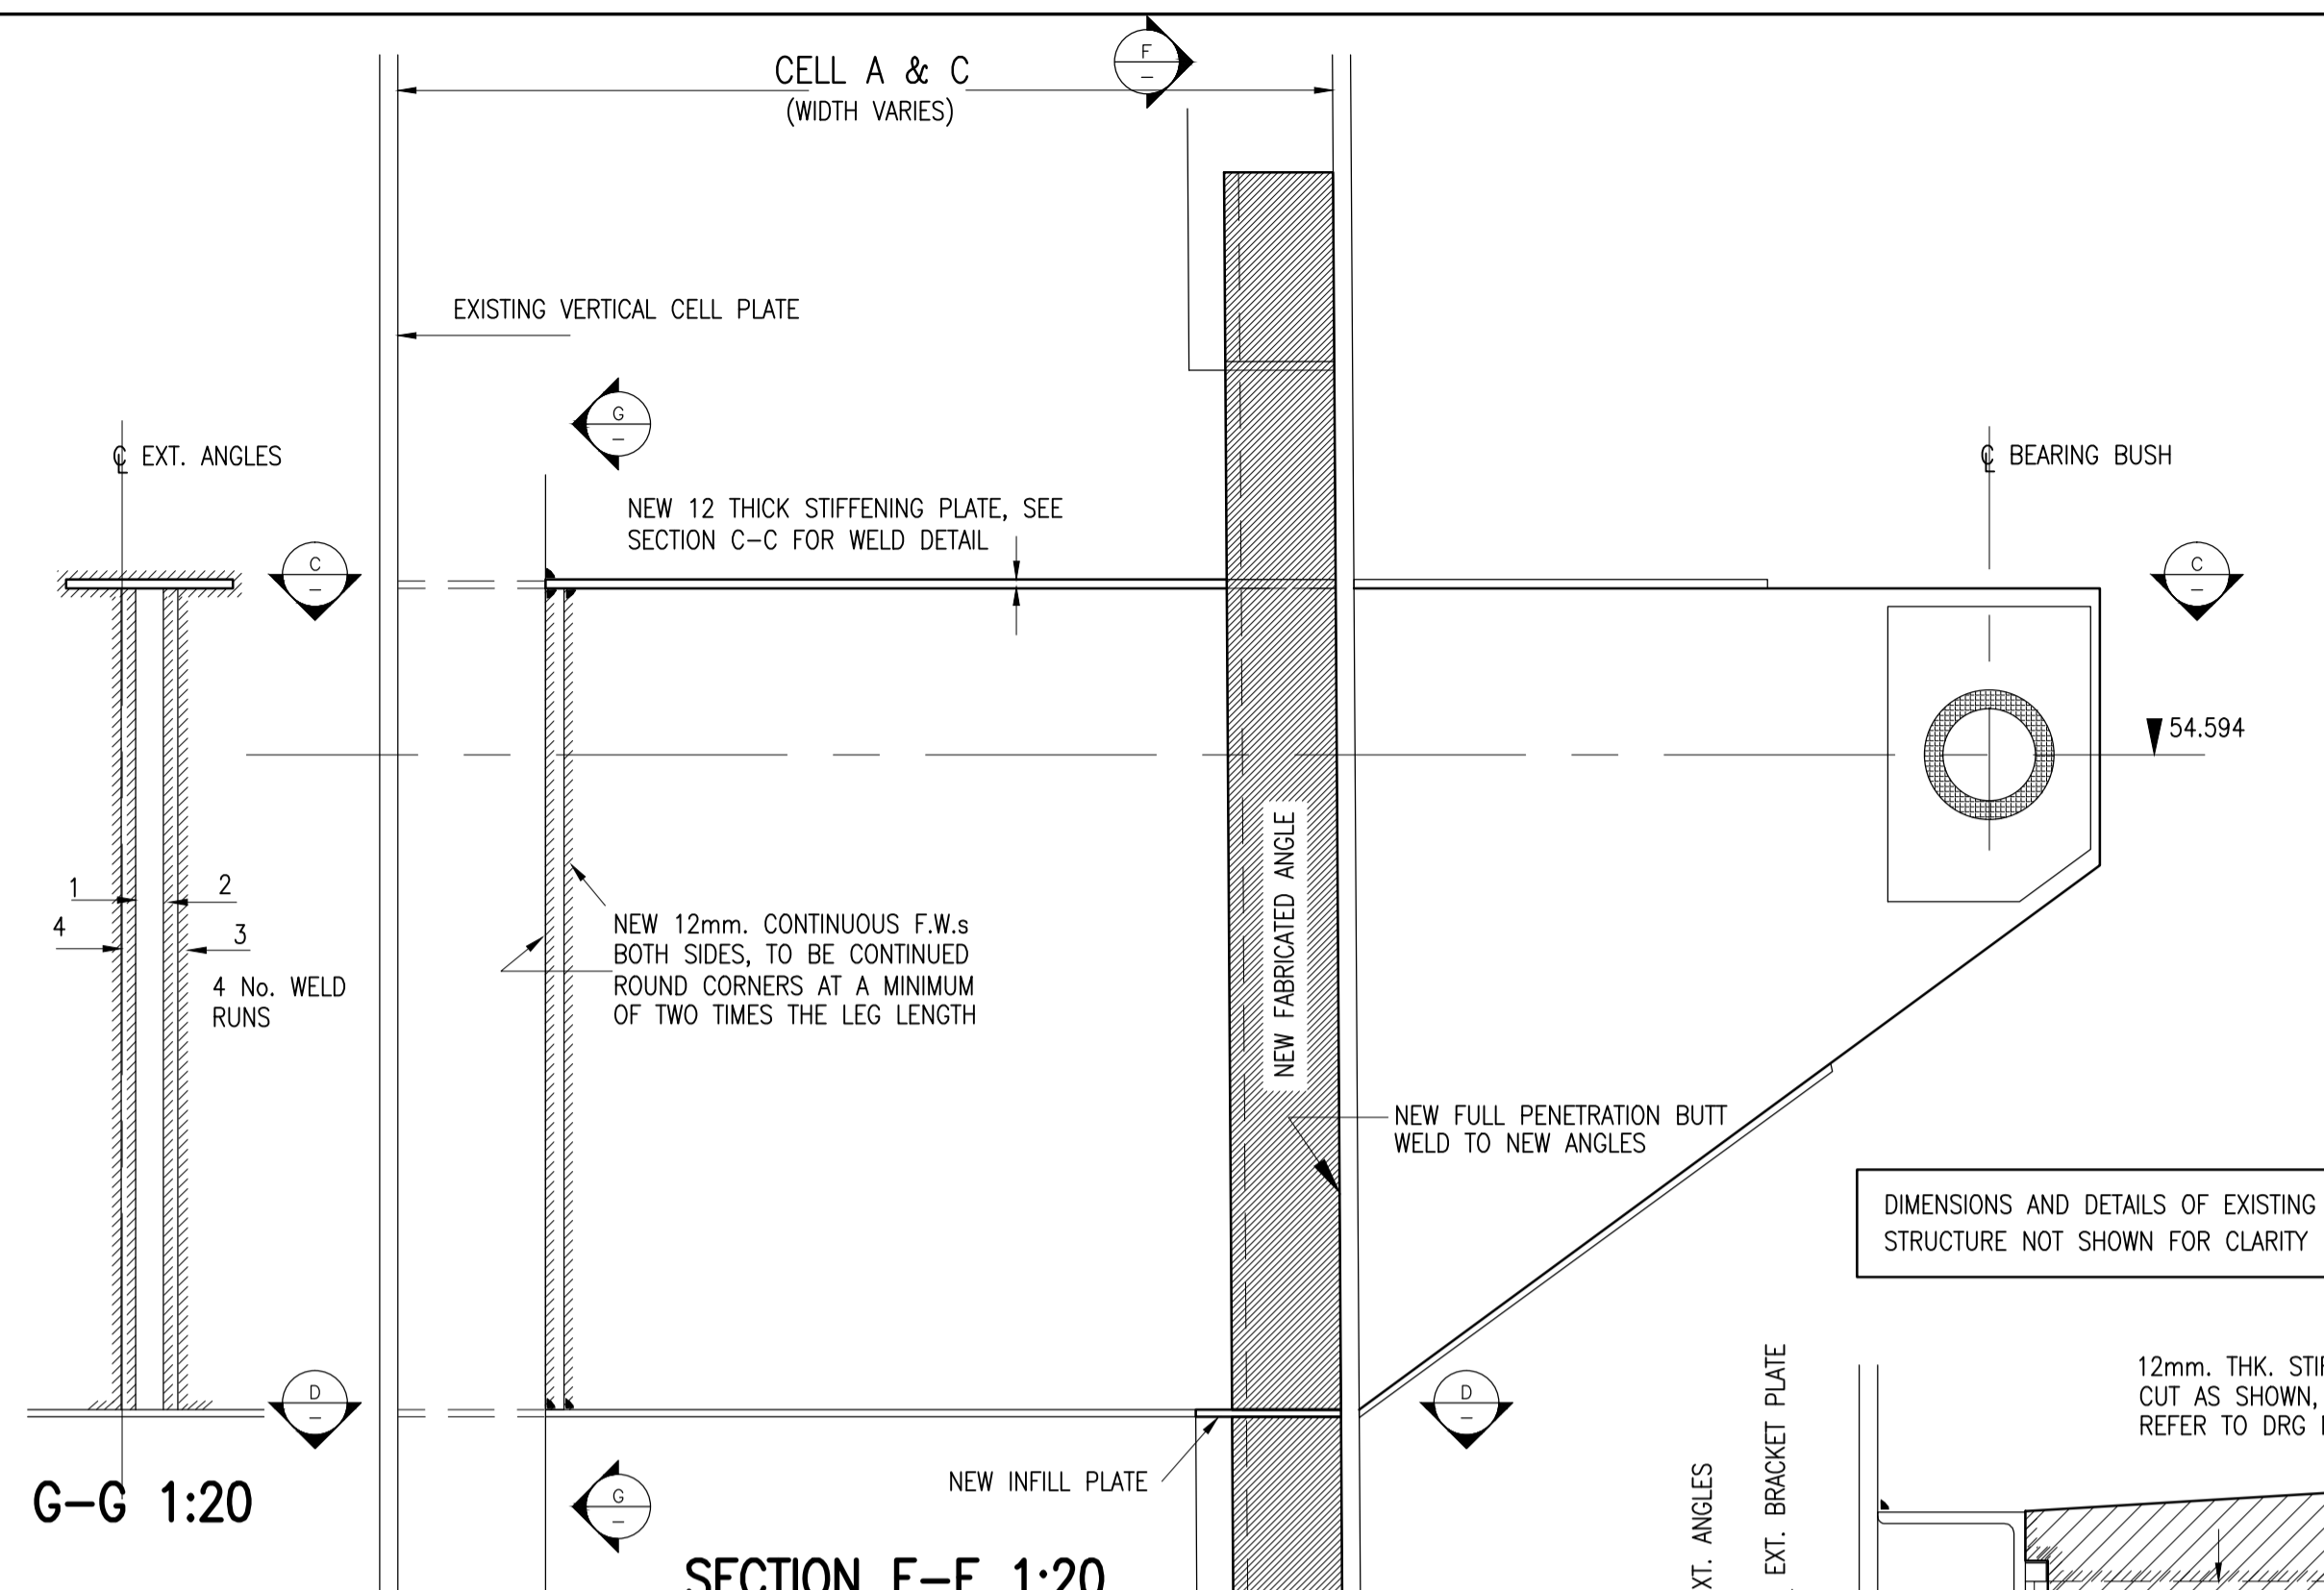 CELL A & C
(WIDTH VARIES)
F
–
EXISTING VERTICAL CELL PLATE
G
–
℄ EXT. ANGLES
℄ BEARING BUSH
NEW 12 THICK STIFFENING PLATE, SEE
SECTION C–C FOR WELD DETAIL
C
–
C
–
54.594
NEW FABRICATED ANGLE
1
2
4
3
4 No. WELD
RUNS
NEW 12mm. CONTINUOUS F.W.s
BOTH SIDES, TO BE CONTINUED
ROUND CORNERS AT A MINIMUM
OF TWO TIMES THE LEG LENGTH
NEW FULL PENETRATION BUTT
WELD TO NEW ANGLES
DIMENSIONS AND DETAILS OF EXISTING
STRUCTURE NOT SHOWN FOR CLARITY
D
–
D
–
12mm. THK.
CUT AS SHOWN,
REFER TO DRG
EXT. BRACKET PLATE
ANGLES
NEW INFILL PLATE
G–G 1:20
G
–
SECTION 1:20